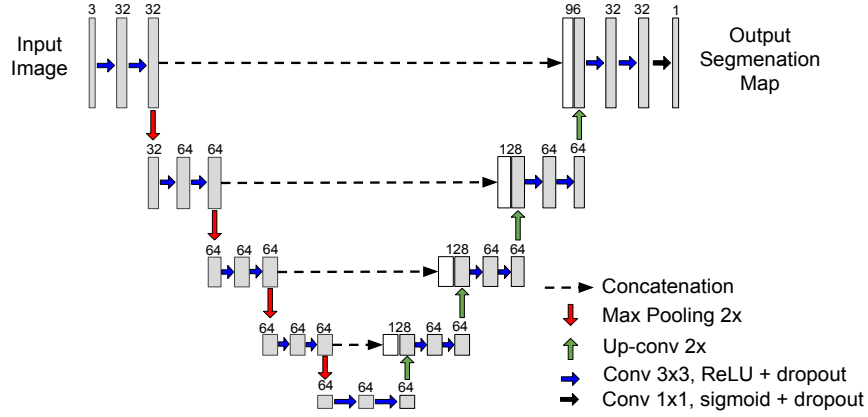 3 32 32
96 32 32 1
Input
Image
Output
Segmenation
Map
32 64 64
128 64 64
64 64 64
128 64 64
64 64 64
128 64 64
64 64 64
Concatenation
Max Pooling 2x
Up-conv 2x
Conv 3x3, ReLU + dropout
Conv 1x1, sigmoid + dropout